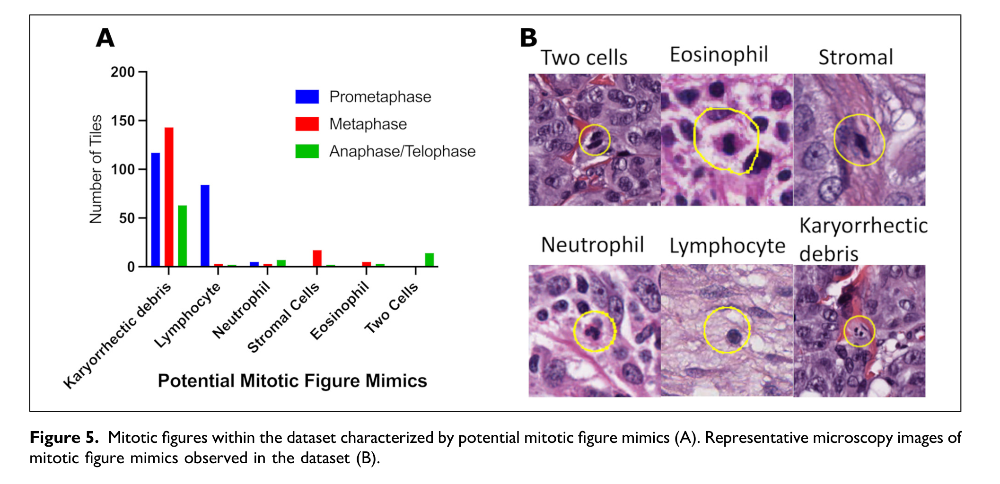 A
200
150
100
50
0
Number of Tiles
Prometaphase
Metaphase
Anaphase/Telophase
Karyorrhectic debris
Lymphocyte
Neutrophil
Stromal Cells
Eosinophil
Two Cells
Potential Mitotic Figure Mimics
B
Two cells
Eosinophil
Stromal
Neutrophil
Lymphocyte
Karyorrhectic
debris
Figure 5. Mitotic figures within the dataset characterized by potential mitotic figure mimics (A). Representative microscopy images of
mitotic figure mimics observed in the dataset (B).